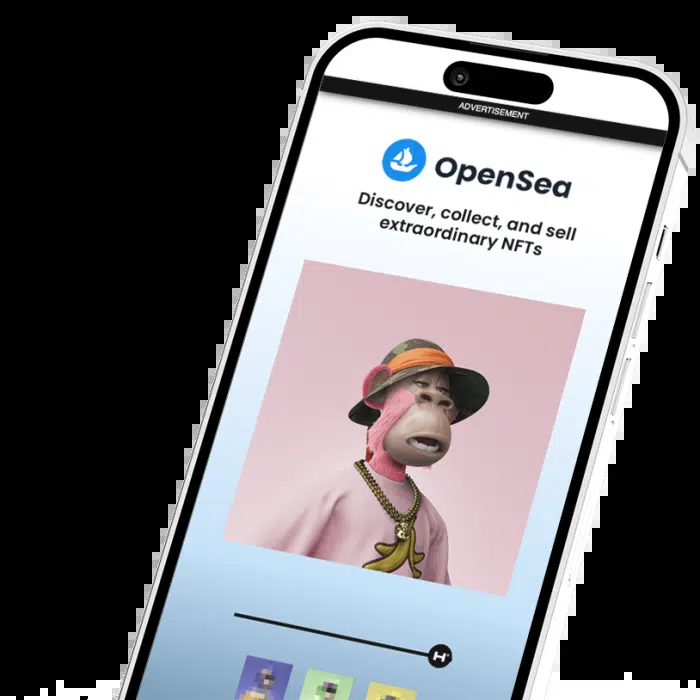 ADVERTISEMENT
OpenSea
Discover, collect, and sell
extraordinary NFTs
H